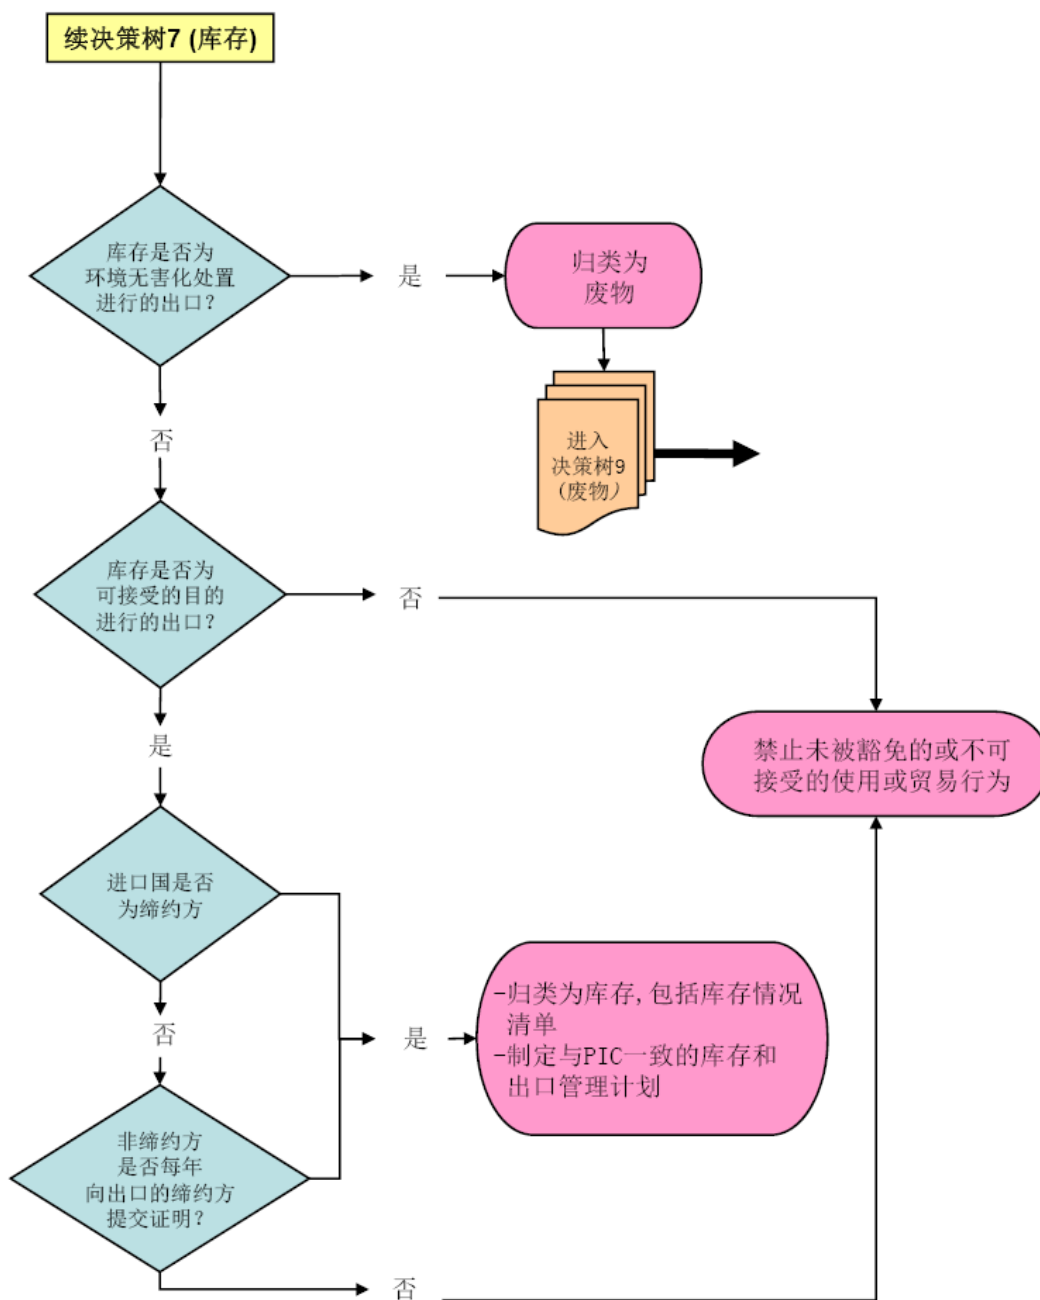 续决策树7 (库存)
库存是否为
环境无害化处置
进行的出口?
是
归类为
废物
进入
决策树9
(废物)
否
库存是否为
可接受的目的
进行的出口?
否
是
禁止未被豁免的或不可
接受的使用或贸易行为
进口国是否
为缔约方
否
是
-归类为库存,包括库存情况
清单
-制定与PIC一致的库存和
出口管理计划
非缔约方
是否每年
向出口的缔约方
提交证明?
否